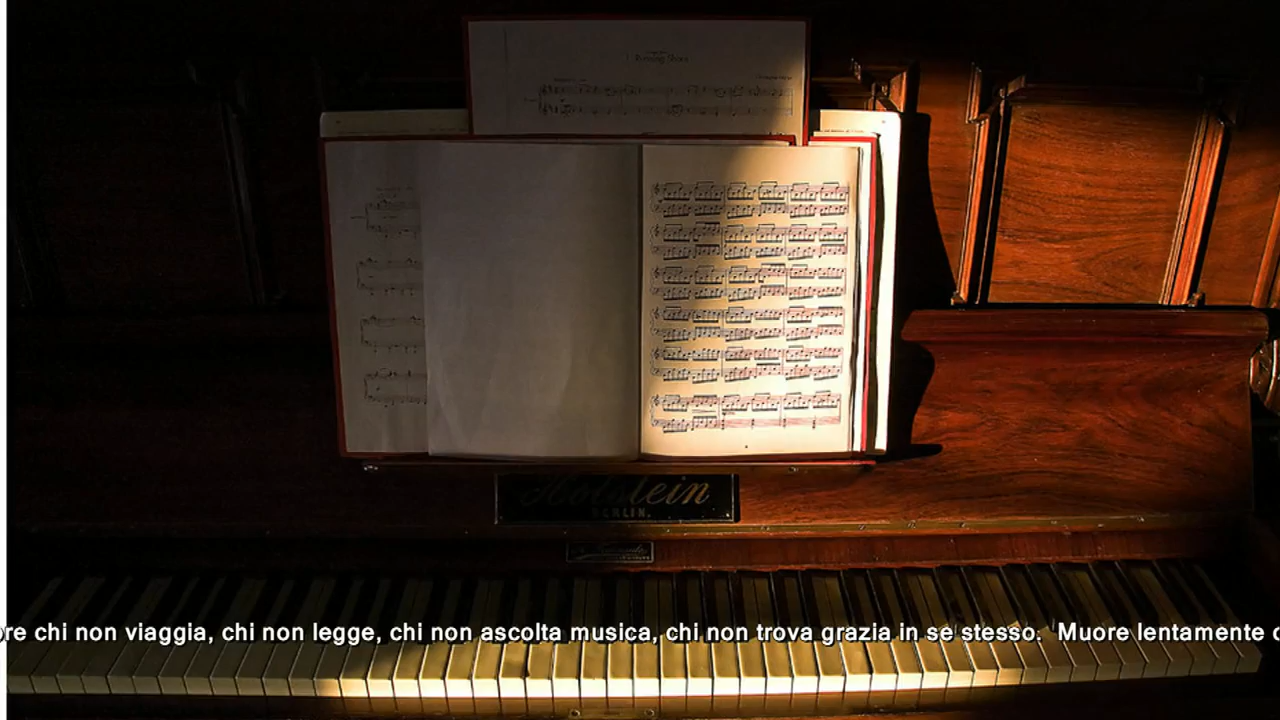 Holstein
BERLIN.
re chi non viaggia, chi non legge, chi non ascolta musica, chi non trova grazia in se stesso. Muore lentamente